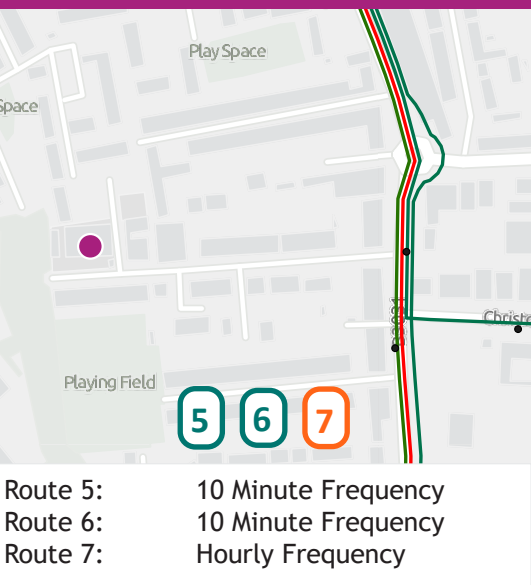 Play Space
Space
Christo
Playing Field
5 6 7
Route 5: 10 Minute Frequency
Route 6: 10 Minute Frequency
Route 7: Hourly Frequency